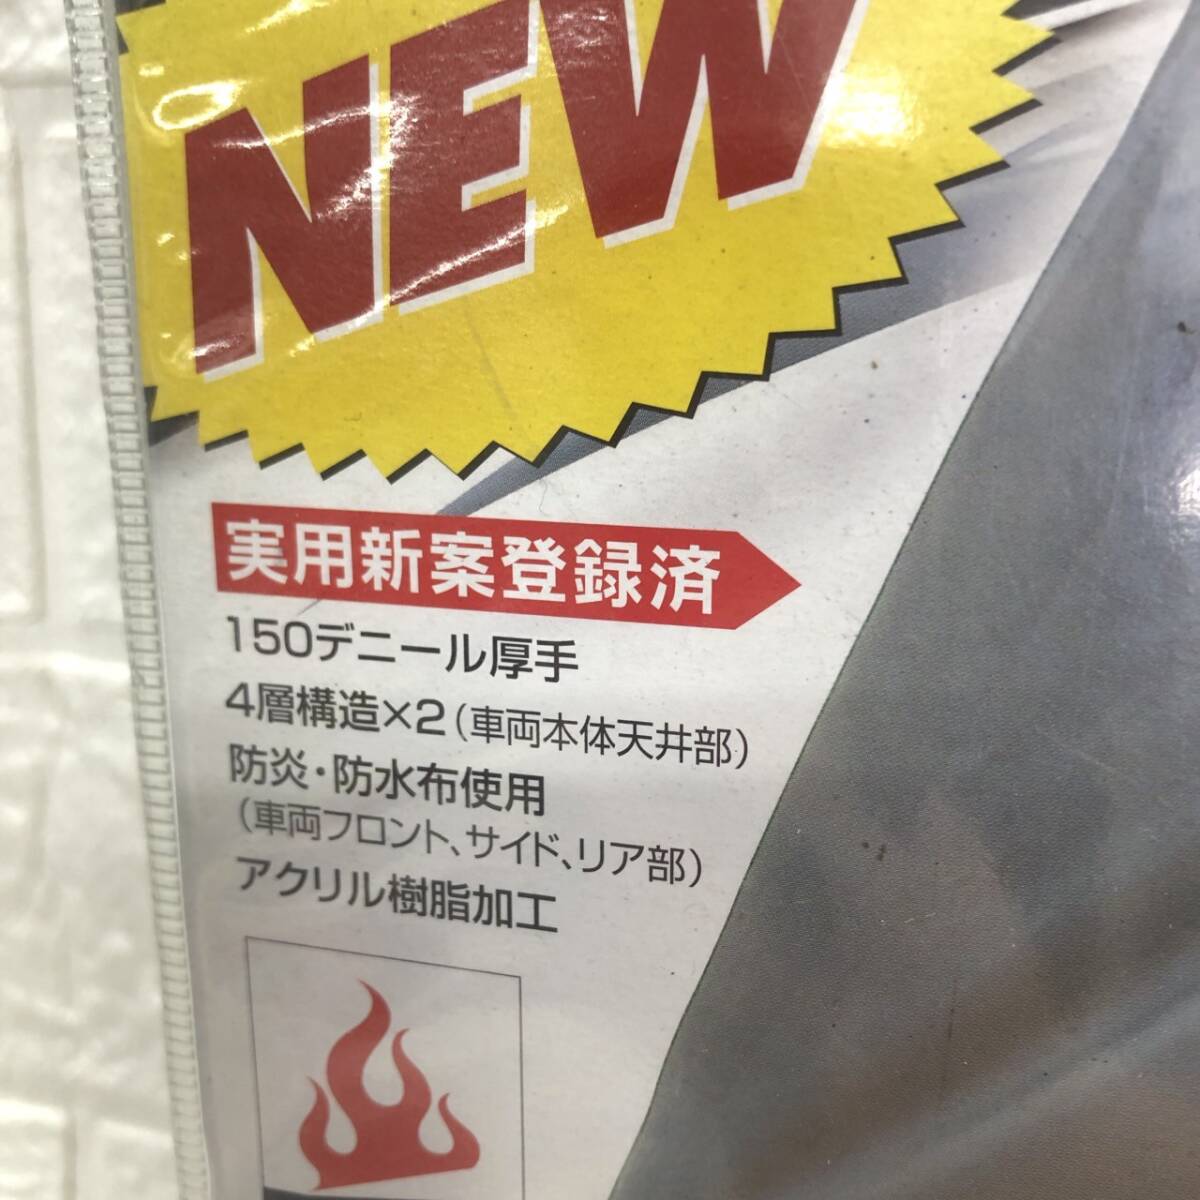 NEW
実用新案登録済
150デニール厚手
4層構造×2(車両本体天井部)
防炎・防水布使用
(車両フロント、サイド、リア部)
アクリル樹脂加工